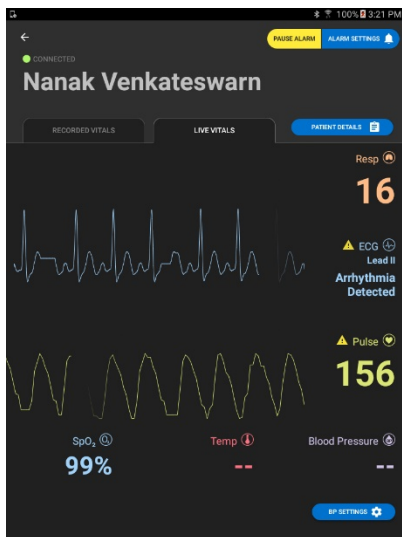 100% 3:21 PM
PAUSE ALARM
ALARM SETTINGS
CONNECTED
Nanak Venkateswarn
RECORDED VITALS
LIVE VITALS
PATIENT DETAILS
Resp
16
ECG
Lead II
Arrhythmia
Detected
Pulse
156
SpO₂
99%
Temp
--
Blood Pressure
--
BP SETTINGS